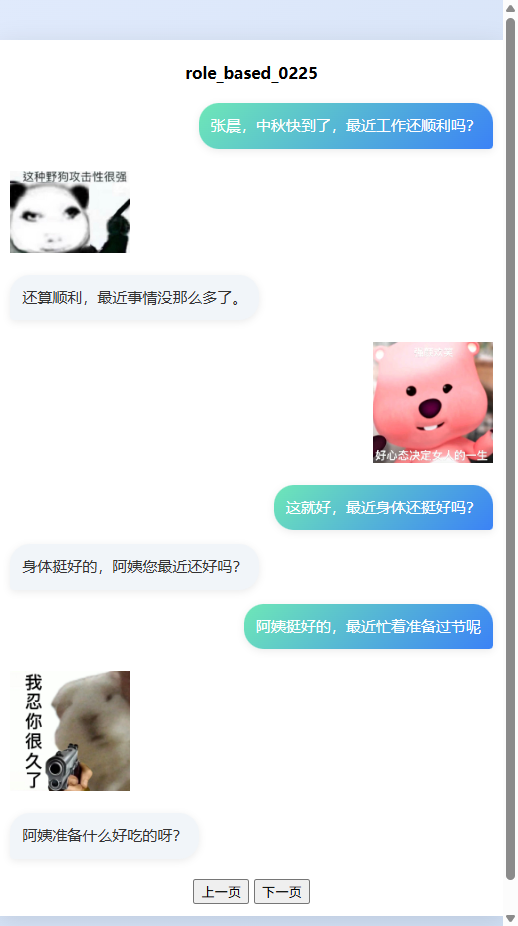 role_based_0225
张晨，中秋快到了，最近工作还顺利吗？
这种野狗攻击性很强
还算顺利，最近事情没那么多了。
好心态决定女人的一生
这就好，最近身体还挺好吗？
身体挺好的，阿姨您最近还好吗？
阿姨挺好的，最近忙着准备过节呢
我忍你很久了
阿姨准备什么好吃的呀？
上一页 下一页